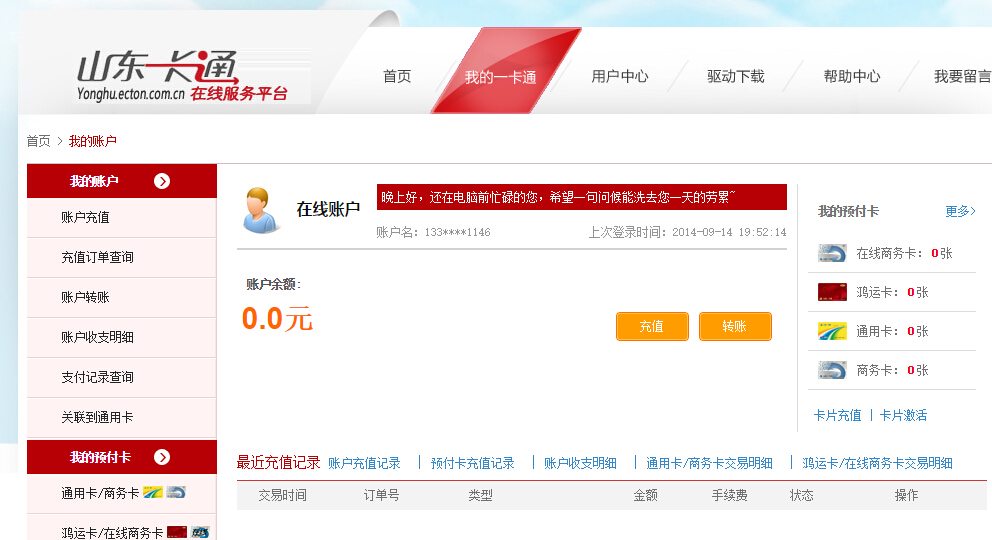 山东一卡通
Yonghu.ecton.com.cn 在线服务平台
首页 我的一卡通 用户中心 驱动下载 帮助中心 我要留言
首页 > 我的账户
我的账户
账户充值
充值订单查询
账户转账
账户收支明细
支付记录查询
关联到通用卡
我的预付卡
通用卡/商务卡
鸿运卡/在线商务卡
在线账户
晚上好，还在电脑前忙碌的您，希望一句问候能洗去您一天的劳累~
账户名：133****1146 上次登录时间：2014-09-14 19:52:14
账户余额：
0.0元
充值 转账
我的预付卡 更多>
在线商务卡：0张
鸿运卡：0张
通用卡：0张
商务卡：0张
卡片充值 | 卡片激活
最近充值记录 账户充值记录 | 预付卡充值记录 | 账户收支明细 | 通用卡/商务卡交易明细 | 鸿运卡/在线商务卡交易明细
交易时间 订单号 类型 金额 手续费 状态 操作